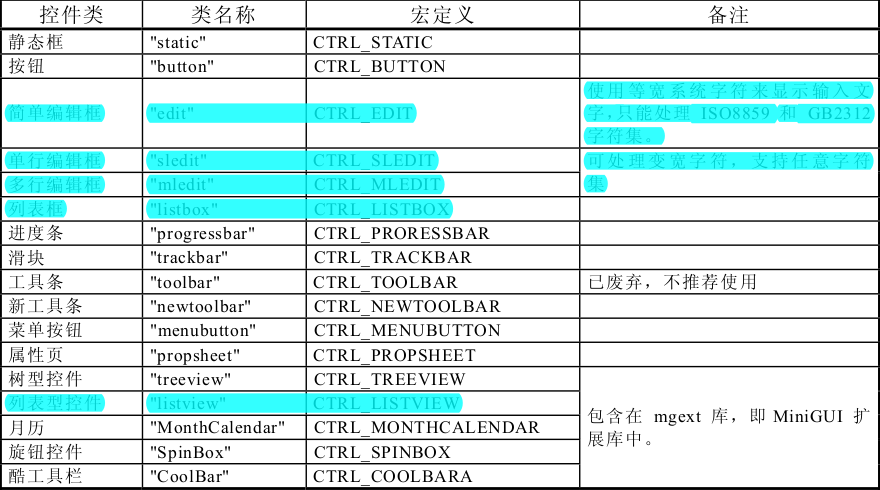 控件类 类名称 宏定义 备注
静态框 "static" CTRL_STATIC
按钮 "button" CTRL_BUTTON
简单编辑框 "edit" CTRL_EDIT 使用等宽系统字符来显示输入文
字,只能处理 ISO8859 和 GB2312
字符集。
单行编辑框 "sledit" CTRL_SLEDIT 可处理变宽字符，支持任意字符
多行编辑框 "mledit" CTRL_MLEDIT 集
列表框 "listbox" CTRL_LISTBOX
进度条 "progressbar" CTRL_PRORESSBAR
滑块 "trackbar" CTRL_TRACKBAR
工具条 "toolbar" CTRL_TOOLBAR 已废弃，不推荐使用
新工具条 "newtoolbar" CTRL_NEWTOOLBAR
菜单按钮 "menubutton" CTRL_MENUBUTTON
属性页 "propsheet" CTRL_PROPSHEET
树型控件 "treeview" CTRL_TREEVIEW
列表型控件 "listview" CTRL_LISTVIEW
月历 "MonthCalendar" CTRL_MONTHCALENDAR 包含在 mgext 库，即 MiniGUI 扩
展库中。
旋钮控件 "SpinBox" CTRL_SPINBOX
酷工具栏 "CoolBar" CTRL_COOLBARA